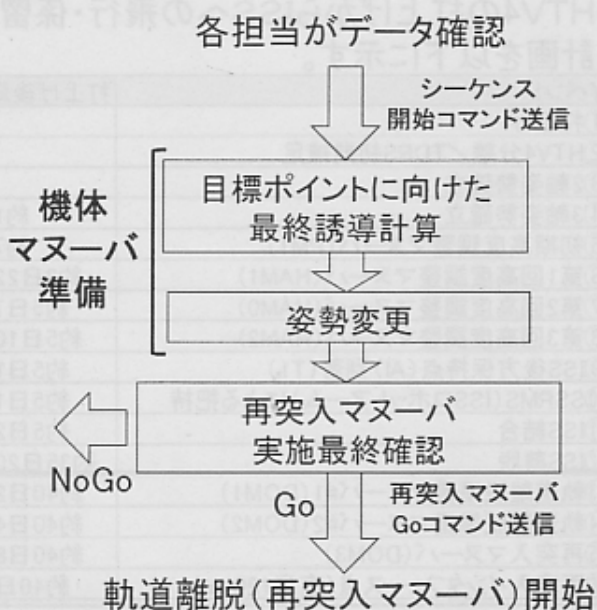 各担当がデータ確認
シーケンス
開始コマンド送信
機体
マヌーバ
準備
目標ポイントに向けた
最終誘導計算
姿勢変更
再突入マヌーバ
実施最終確認
NoGo
Go
再突入マヌーバ
Goコマンド送信
軌道離脱(再突入マヌーバ)開始